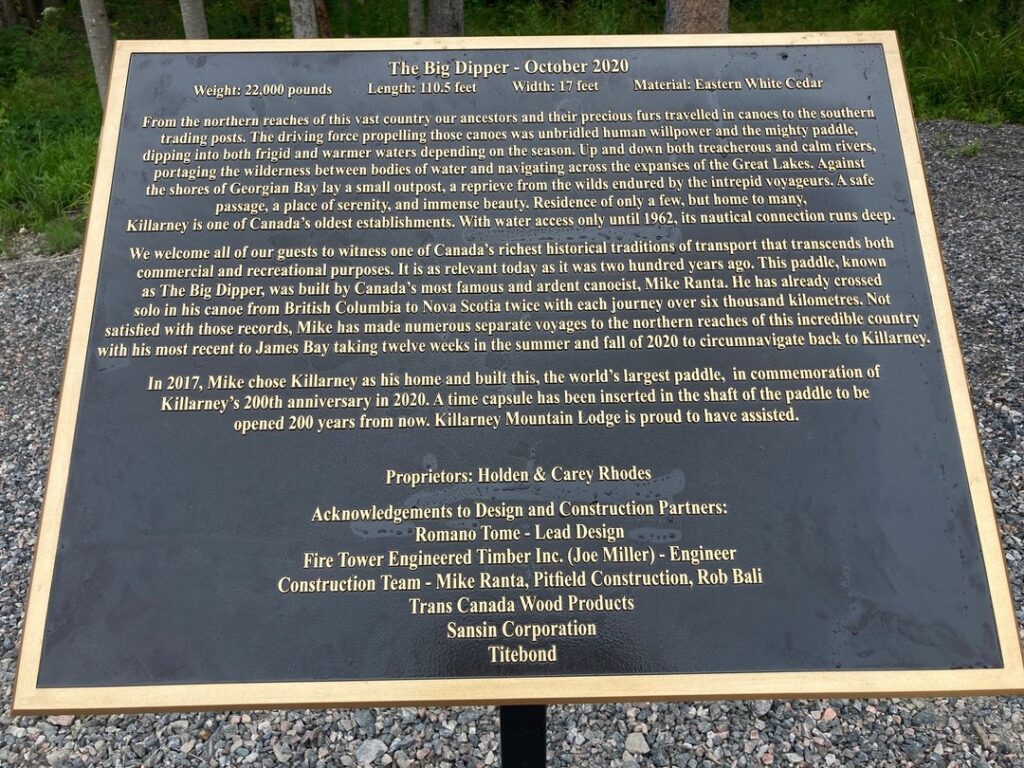 The Big Dipper - October 2020
Weight: 22,000 pounds Length: 110.5 feet Width: 17 feet Material: Eastern White Cedar
From the northern reaches of this vast country our ancestors and their precious furs travelled in canoes to the southern
trading posts. The driving force propelling those canoes was unbridled human willpower and the mighty paddle,
dipping into both frigid and warmer waters depending on the season. Up and down both treacherous and calm rivers,
portaging the wilderness between bodies of water and navigating across the expanses of the Great Lakes. Against
the shores of Georgian Bay lay a small outpost, a reprieve from the wilds endured by the intrepid voyageurs. A safe
passage, a place of serenity, and immense beauty. Residence of only a few, but home to many,
Killarney is one of Canada's oldest establishments. With water access only until 1962, its nautical connection runs deep.
We welcome all of our guests to witness one of Canada's richest historical traditions of transport that transcends both
commercial and recreational purposes. It is as relevant today as it was two hundred years ago. This paddle, known
as The Big Dipper, was built by Canada's most famous and ardent canoeist, Mike Ranta. He has already crossed
solo in his canoe from British Columbia to Nova Scotia twice with each journey over six thousand kilometres. Not
satisfied with those records, Mike has made numerous separate voyages to the northern reaches of this incredible country
with his most recent to James Bay taking twelve weeks in the summer and fall of 2020 to circumnavigate back to Killarney.
In 2017, Mike chose Killarney as his home and built this, the world's largest paddle, in commemoration of
Killarney's 200th anniversary in 2020. A time capsule has been inserted in the shaft of the paddle to be
opened 200 years from now. Killarney Mountain Lodge is proud to have assisted.
Proprietors: Holden & Carey Rhodes
Acknowledgements to Design and Construction Partners:
Romano Tome - Lead Design
Fire Tower Engineered Timber Inc. (Joe Miller) - Engineer
Construction Team - Mike Ranta, Pitfield Construction, Rob Bali
Trans Canada Wood Products
Sansin Corporation
Titebond